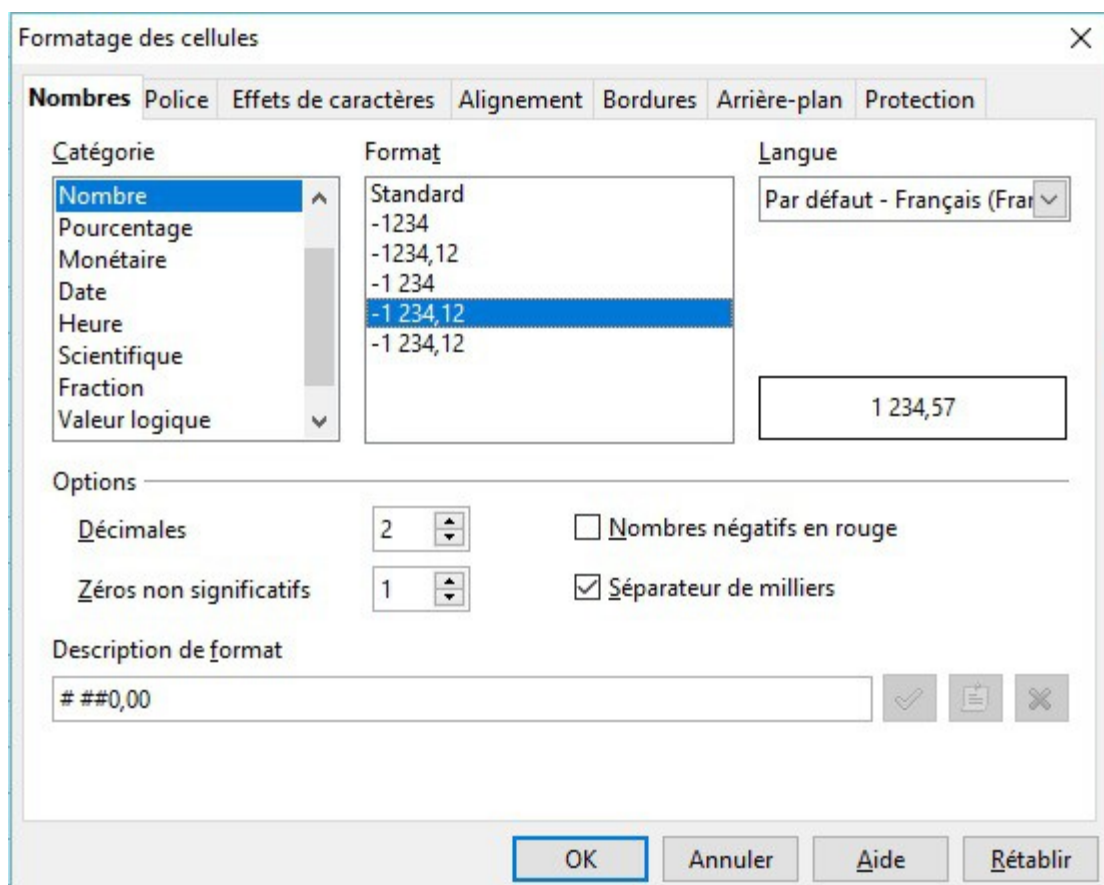 Formatage des cellules
Nombres Police Effets de caractères Alignement Bordures Arrière-plan Protection
Catégorie
Nombre
Pourcentage
Monétaire
Date
Heure
Scientifique
Fraction
Valeur logique
Format
Standard
-1234
-1234,12
-1 234
-1 234,12
-1 234,12
Langue
Par défaut - Français (Fran
1 234,57
Options
Décimales 2
Nombres négatifs en rouge
Zéros non significatifs 1
Séparateur de milliers
Description de format
# ##0,00
OK Annuler Aide Rétablir